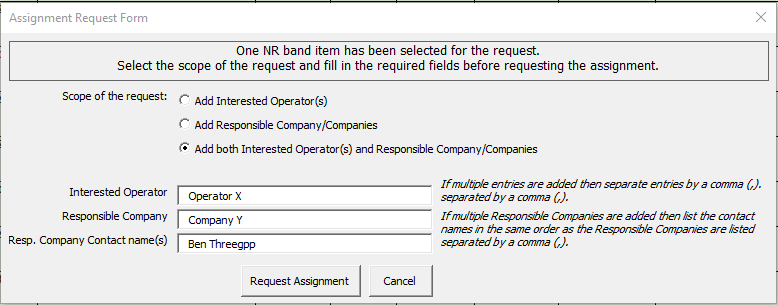 Assignment Request Form
One NR band item has been selected for the request.
Select the scope of the request and fill in the required fields before requesting the assignment.
Scope of the request:
Add Interested Operator(s)
Add Responsible Company/Companies
Add both Interested Operator(s) and Responsible Company/Companies
Interested Operator
Operator X
If multiple entries are added then separate entries by a comma (,).
separated by a comma (,).
Responsible Company
Company Y
If multiple Responsible Companies are added then list the contact
names in the same order as the Responsible Companies are listed
separated by a comma (,).
Resp. Company Contact name(s)
Ben Threegpp
Request Assignment
Cancel